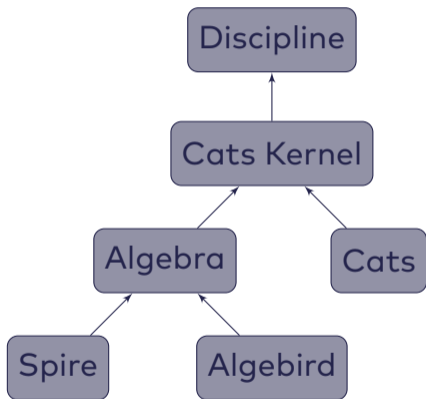 Discipline
Cats Kernel
Algebra
Cats
Spire
Algebird